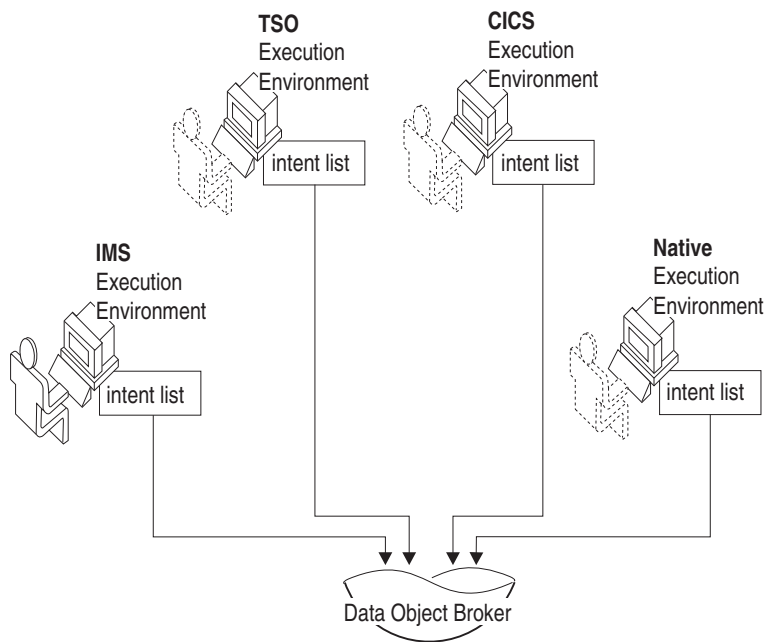 TSO
Execution
Environment
intent list
CICS
Execution
Environment
intent list
IMS
Execution
Environment
intent list
Native
Execution
Environment
intent list
Data Object Broker